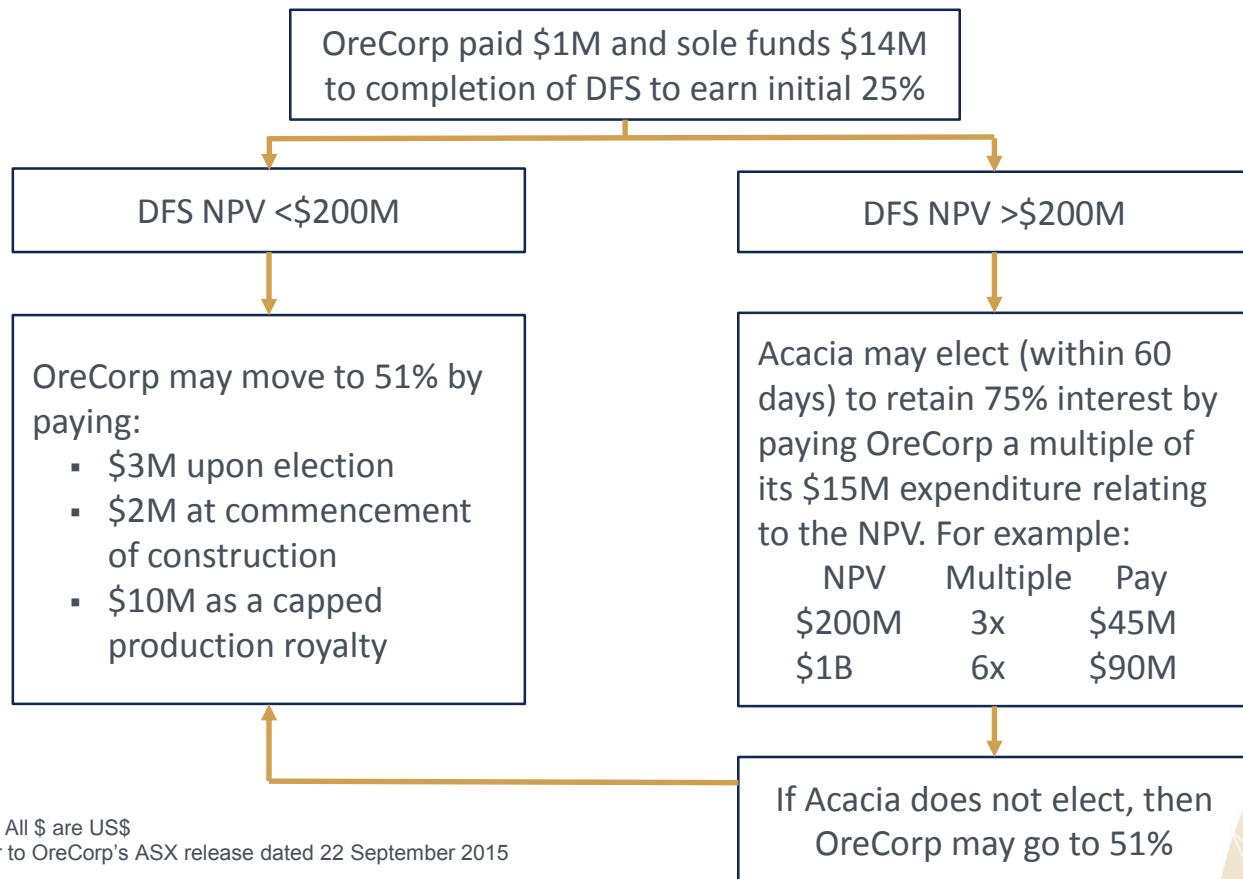 OreCorp paid $1M and sole funds $14M
to completion of DFS to earn initial 25%
DFS NPV <$200M
DFS NPV >$200M
OreCorp may move to 51% by
paying:
▪ $3M upon election
▪ $2M at commencement
of construction
▪ $10M as a capped
production royalty
Acacia may elect (within 60
days) to retain 75% interest by
paying OreCorp a multiple of
its $15M expenditure relating
to the NPV. For example:
NPV Multiple Pay
$200M 3x $45M
$1B 6x $90M
If Acacia does not elect, then
OreCorp may go to 51%
All $ are US$
to OreCorp's ASX release dated 22 September 2015